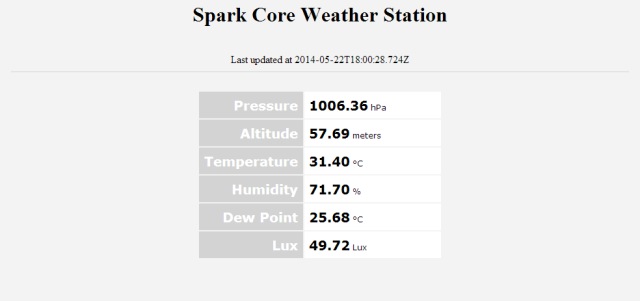 Spark Core Weather Station
Last updated at 2014-05-22T18:00:28.724Z
Pressure 1006.36 hPa
Altitude 57.69 meters
Temperature 31.40 °C
Humidity 71.70 %
Dew Point 25.68 °C
Lux 49.72 Lux